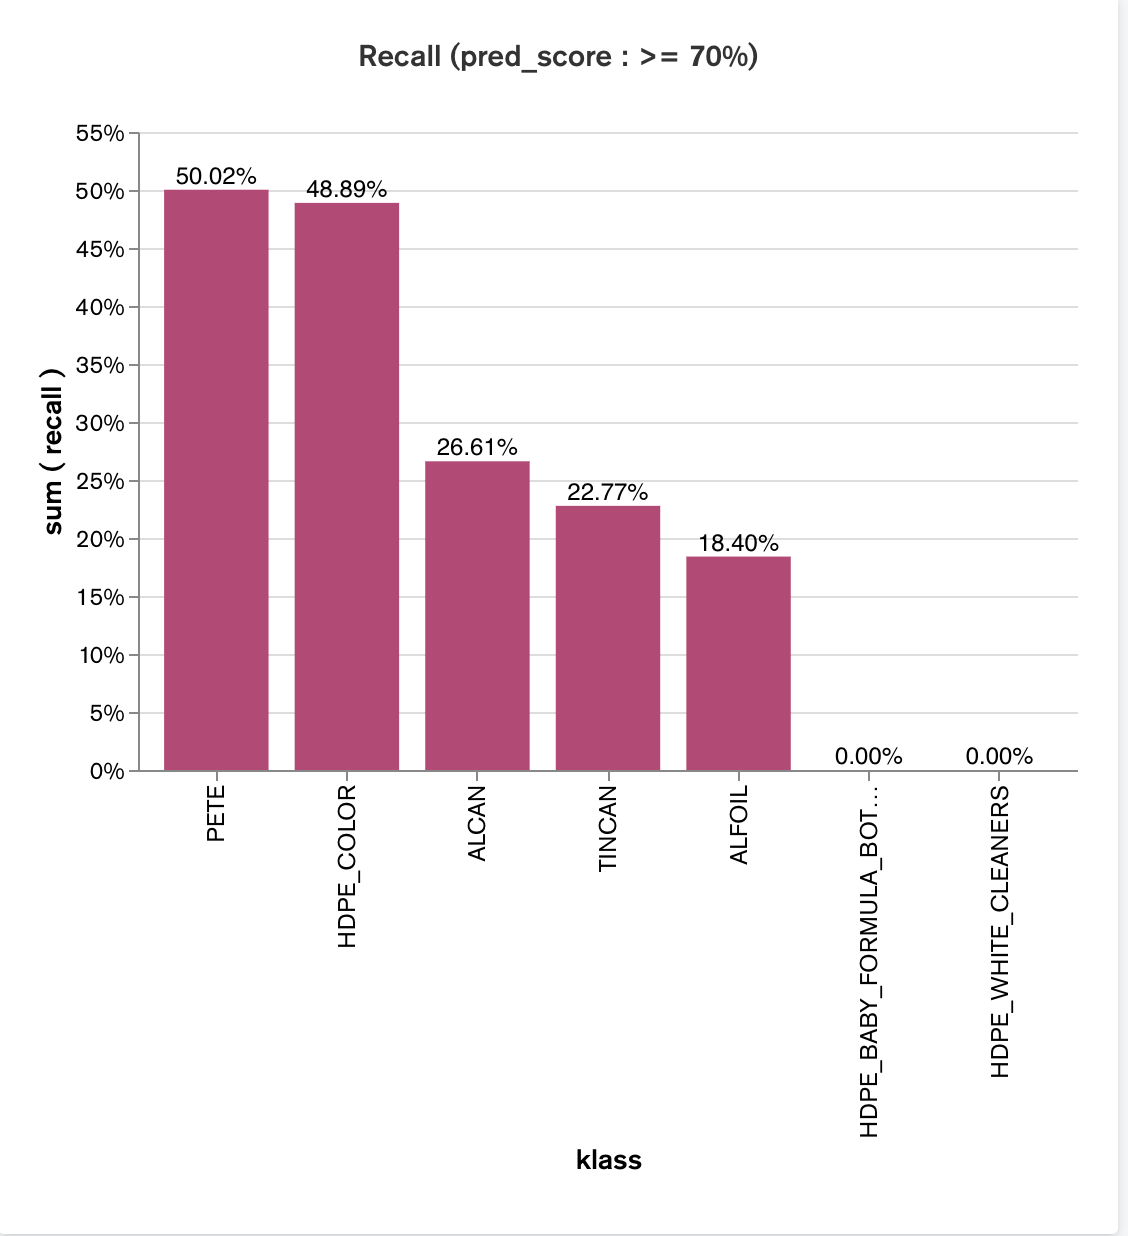 Recall (pred_score : >= 70%)
55%
50%
45%
40%
35%
30%
25%
20%
15%
10%
5%
0%
sum ( recall )
50.02%
48.89%
26.61%
22.77%
18.40%
0.00%
0.00%
PETE
HDPE_COLOR
ALCAN
TINCAN
ALFOIL
HDPE_BABY_FORMULA_BOT…
HDPE_WHITE_CLEANERS
klass